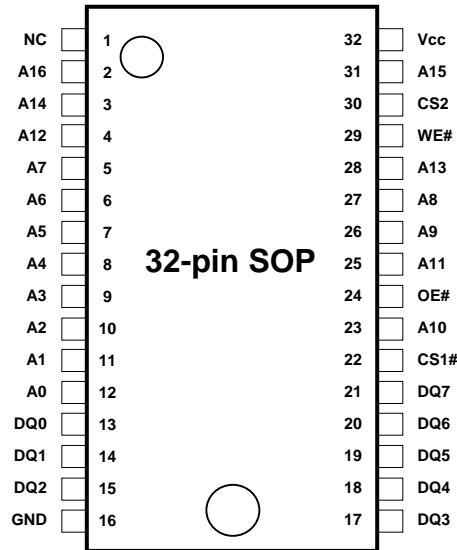 NC 1 32 Vcc
A16 2 31 A15
A14 3 30 CS2
A12 4 29 WE#
A7 5 28 A13
A6 6 27 A8
A5 7 26 A9
A4 8 32-pin SOP 25 A11
A3 9 24 OE#
A2 10 23 A10
A1 11 22 CS1#
A0 12 21 DQ7
DQ0 13 20 DQ6
DQ1 14 19 DQ5
DQ2 15 18 DQ4
GND 16 17 DQ3